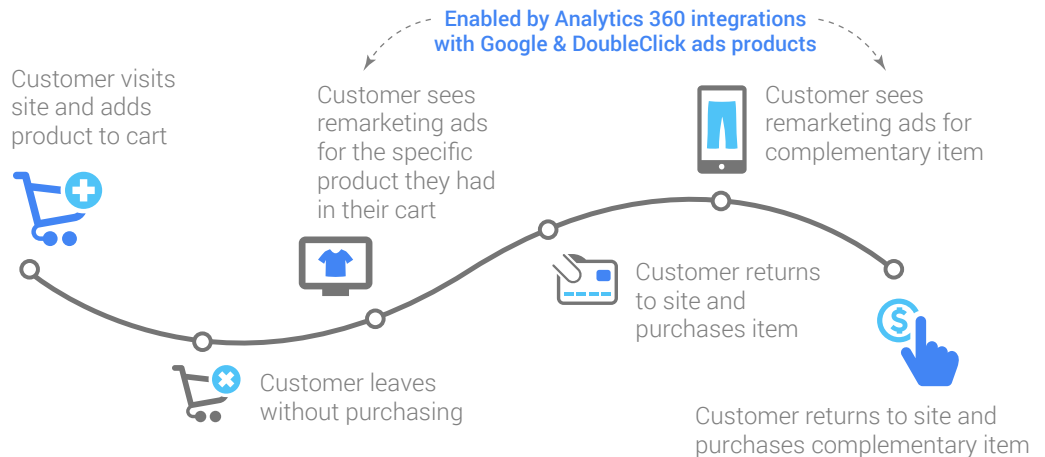 Enabled by Analytics 360 integrations
with Google & DoubleClick ads products
Customer visits
site and adds
product to cart
Customer sees
remarketing ads
for the specific
product they had
in their cart
Customer sees
remarketing ads for
complementary item
Customer returns
to site and
purchases item
$
Customer leaves
without purchasing
Customer returns to site and
purchases complementary item